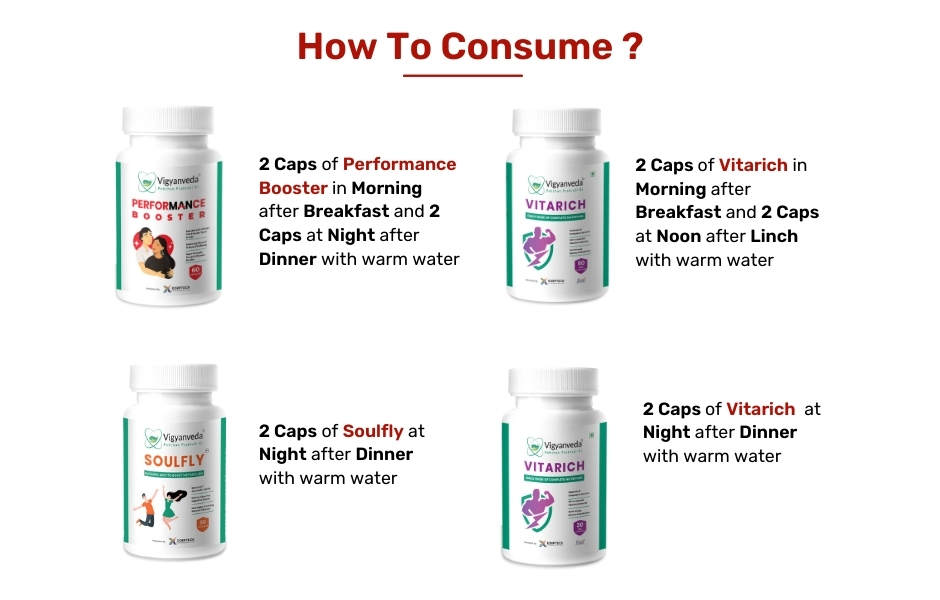 How To Consume ?
Vigyanveda
PERFORMANCE
BOOSTER
60
2 Caps of Performance
Booster in Morning
after Breakfast and 2
Caps at Night after
Dinner with warm water
Vigyanveda
VITARICH
60
2 Caps of Vitarich in
Morning after
Breakfast and 2 Caps
at Noon after Linch
with warm water
Vigyanveda
SOULFLY
30
2 Caps of Soulfly at
Night after Dinner
with warm water
Vigyanveda
VITARICH
30
2 Caps of Vitarich at
Night after Dinner
with warm water